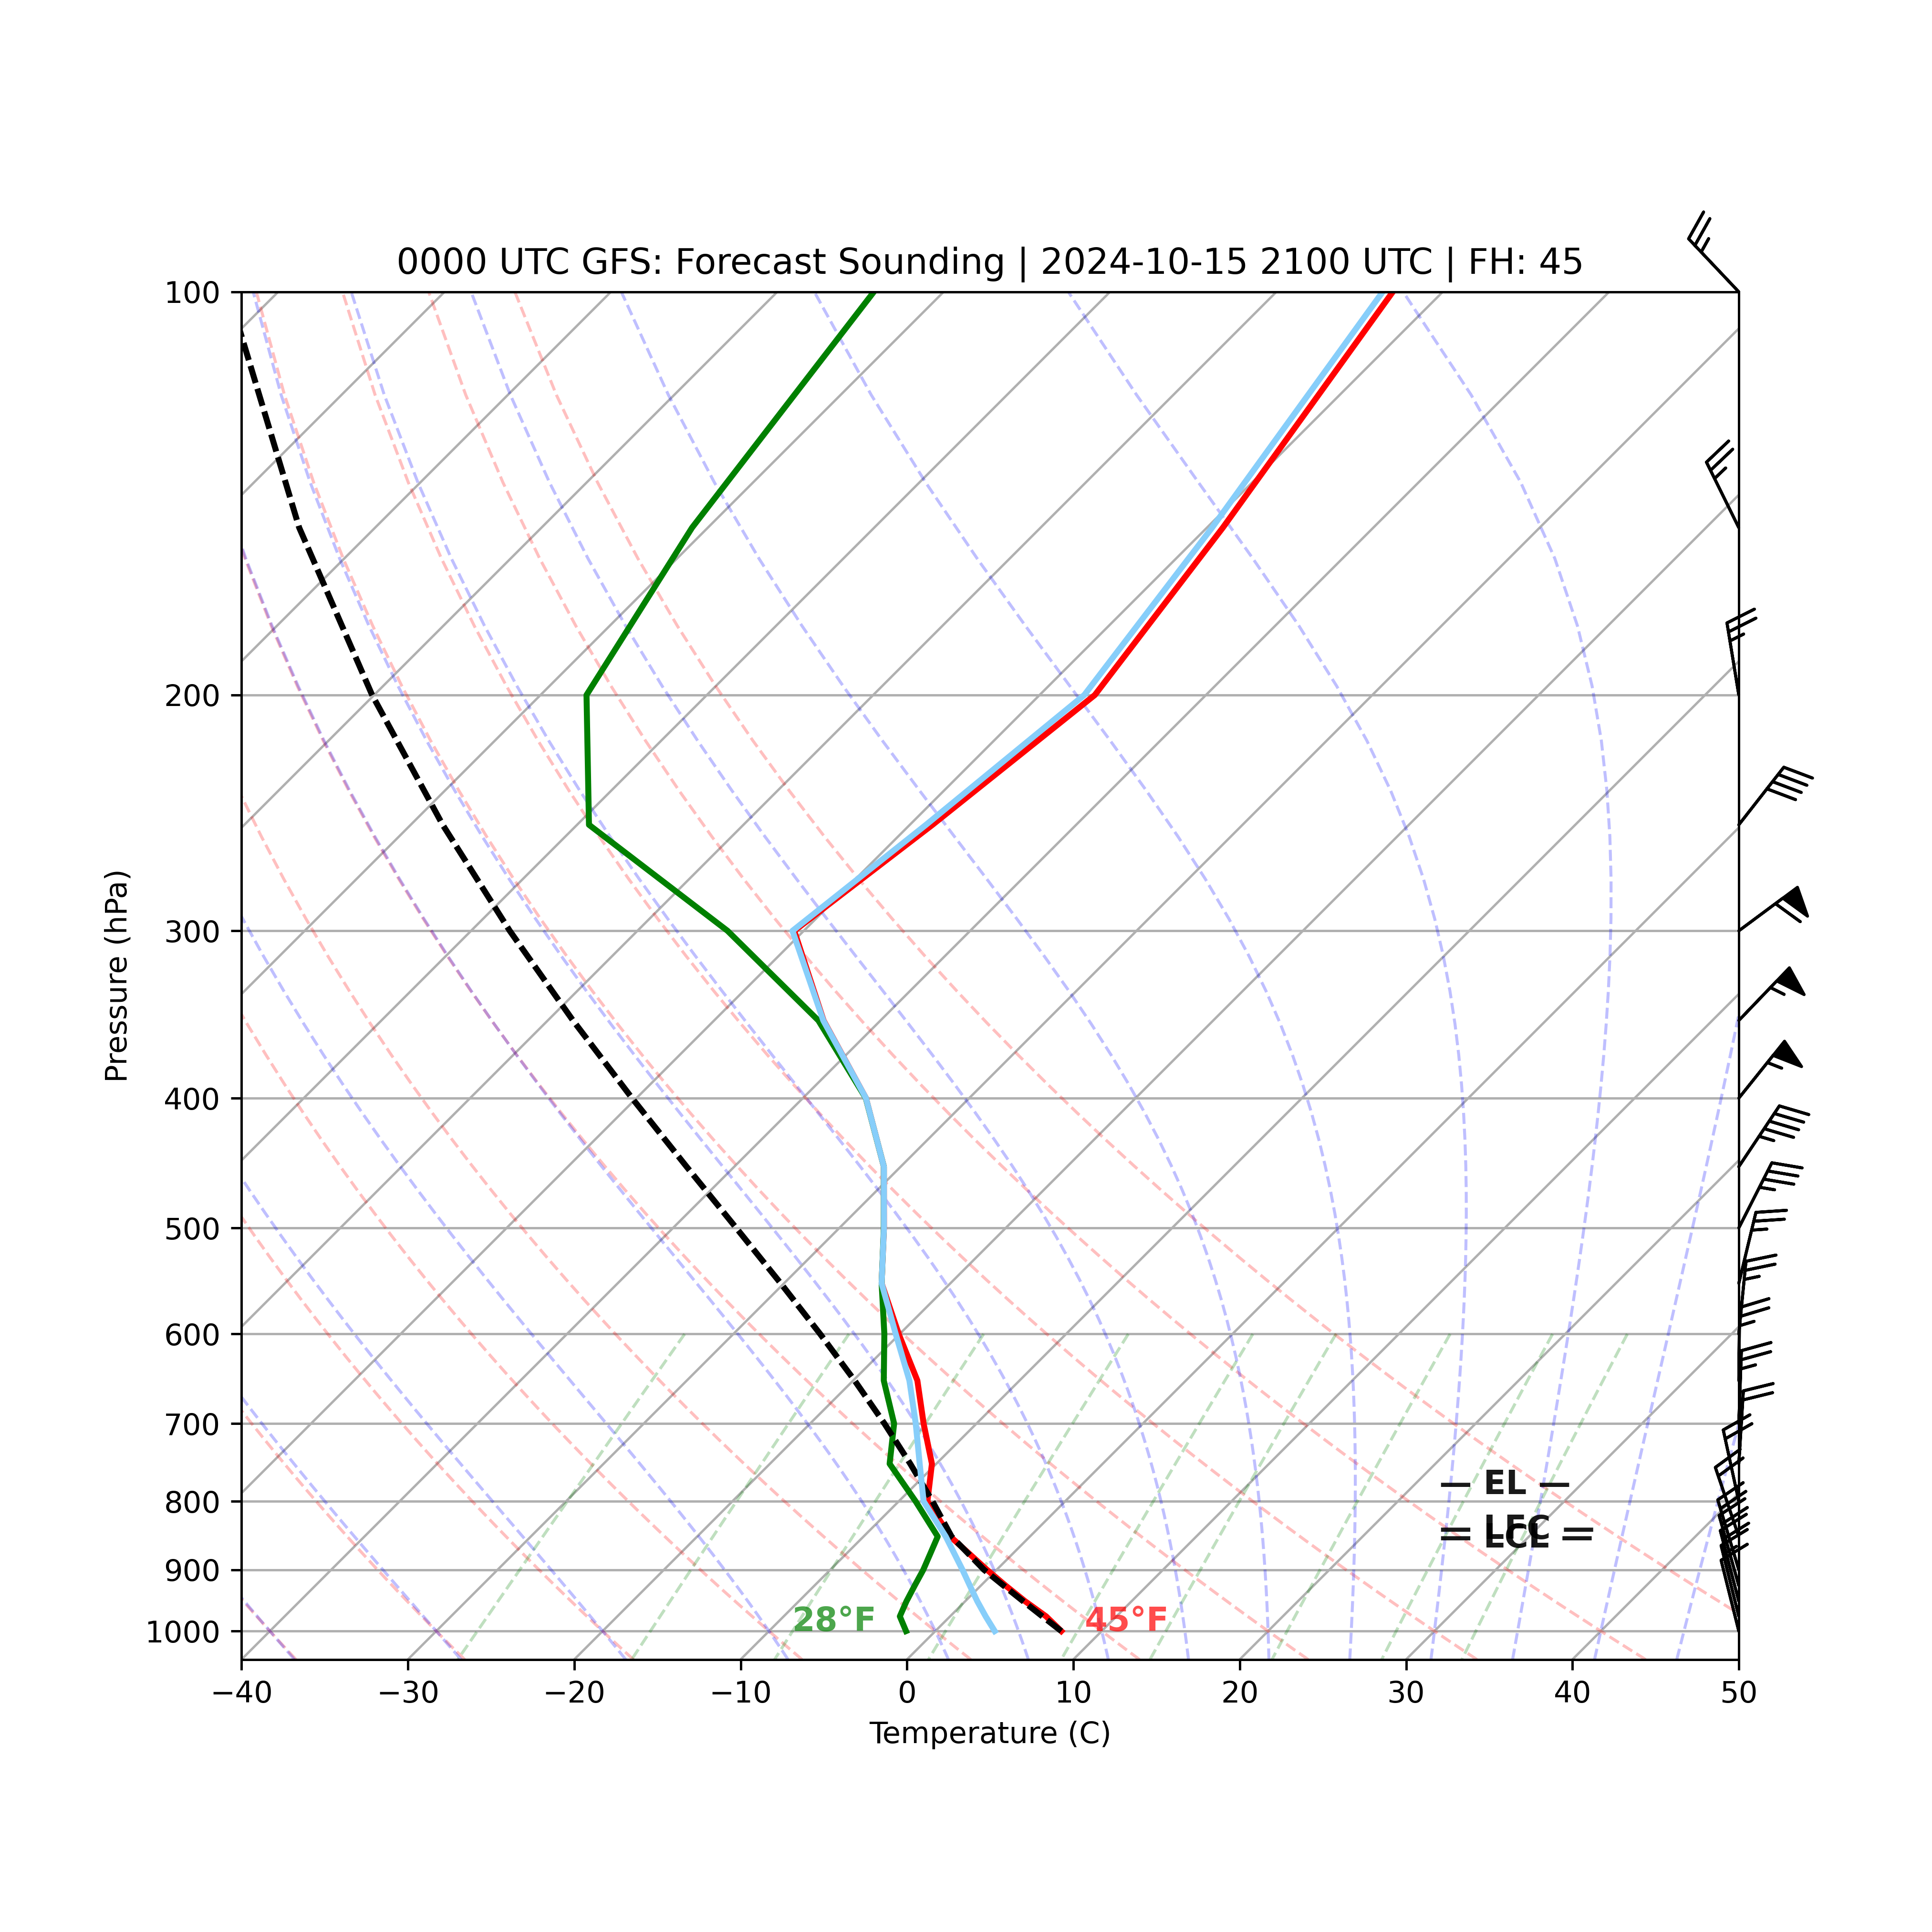 0000 UTC GFS: Forecast Sounding | 2024-10-15 2100 UTC | FH: 45
100
200
300
400
500
600
700
800
900
1000
Pressure (hPa)
— EL —
28°F
45°F
−40 −30 −20 −10 0 10 20 30 40 50
Temperature (C)